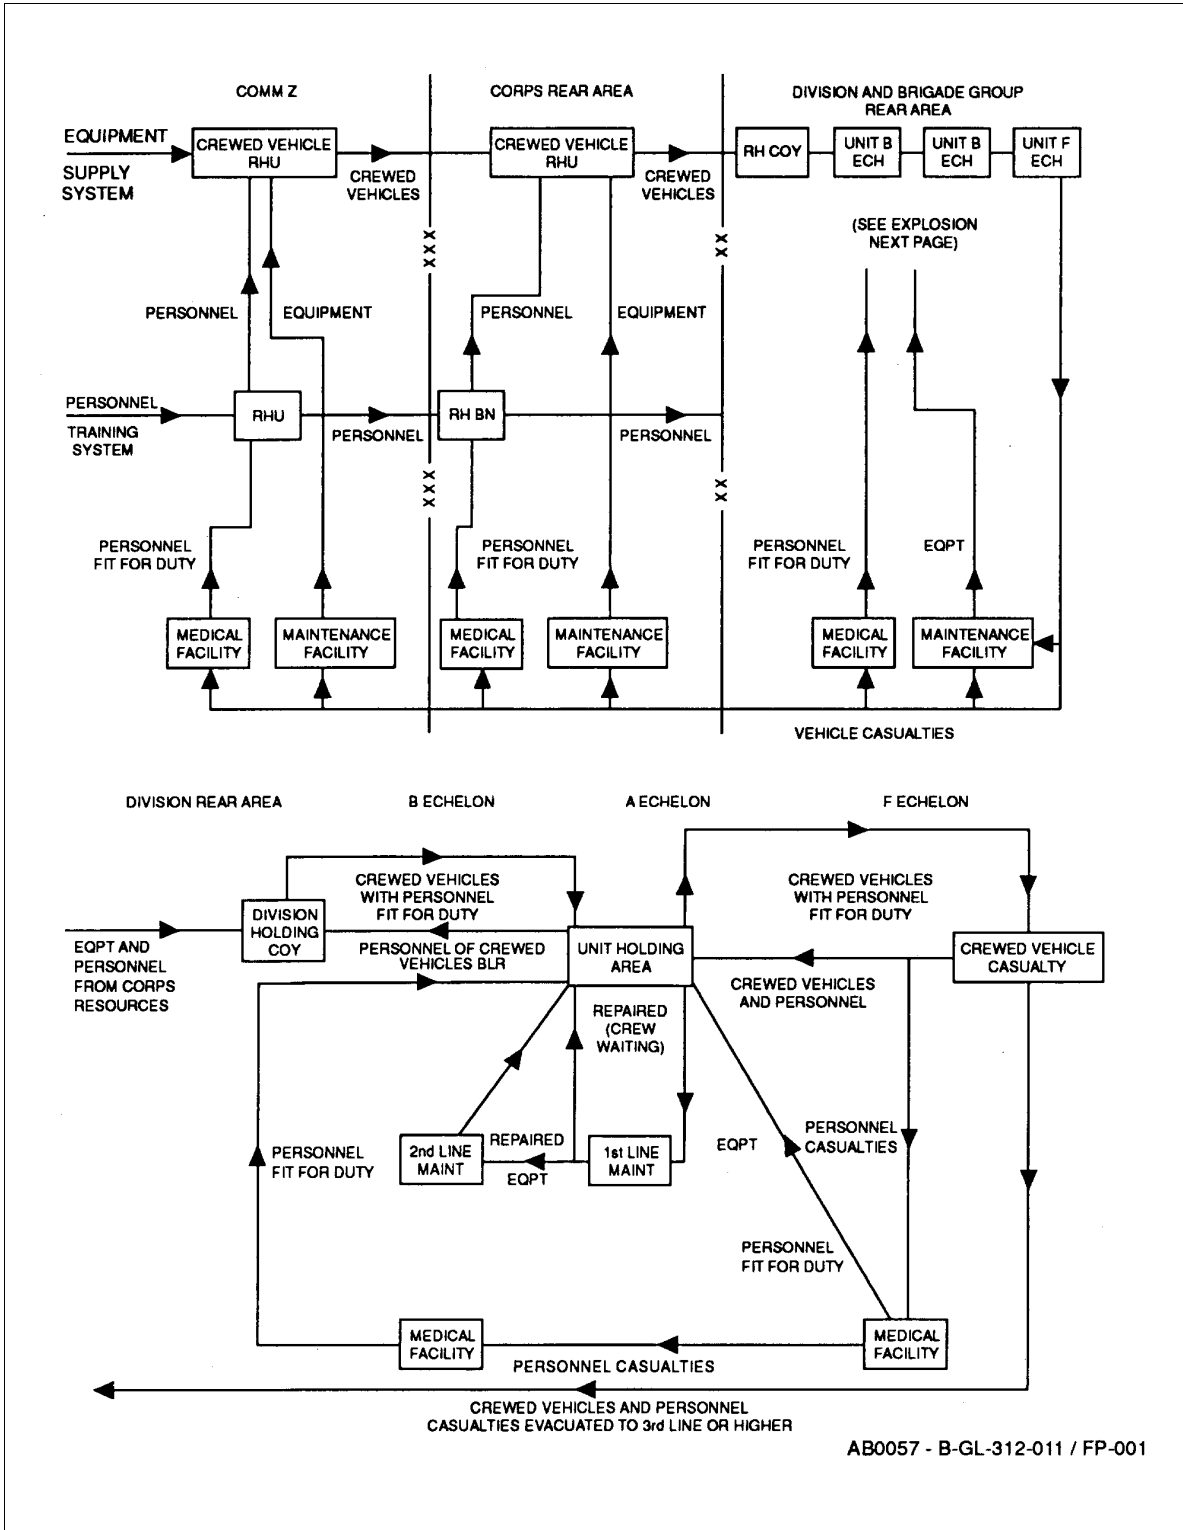 COMM Z
CORPS REAR AREA
DIVISION AND BRIGADE GROUP
REAR AREA
EQUIPMENT
SUPPLY
SYSTEM
CREWED VEHICLE
RHU
CREWED
VEHICLES
CREWED VEHICLE
RHU
CREWED
VEHICLES
RH COY
UNIT B
ECH
UNIT B
ECH
UNIT F
ECH
XXX
XX
(SEE EXPLOSION
NEXT PAGE)
PERSONNEL
EQUIPMENT
PERSONNEL
EQUIPMENT
PERSONNEL
TRAINING
SYSTEM
RHU
PERSONNEL
RH BN
PERSONNEL
XXX
XX
PERSONNEL
FIT FOR DUTY
PERSONNEL
FIT FOR DUTY
PERSONNEL
FIT FOR DUTY
EQPT
MEDICAL
FACILITY
MAINTENANCE
FACILITY
MEDICAL
FACILITY
MAINTENANCE
FACILITY
MEDICAL
FACILITY
MAINTENANCE
FACILITY
VEHICLE CASUALTIES
DIVISION REAR AREA
B ECHELON
A ECHELON
F ECHELON
CREWED VEHICLES
WITH PERSONNEL
FIT FOR DUTY
CREWED VEHICLES
WITH PERSONNEL
FIT FOR DUTY
DIVISION
HOLDING
COY
EQPT AND
PERSONNEL
FROM CORPS
RESOURCES
PERSONNEL OF CREWED
VEHICLES BLR
UNIT HOLDING
AREA
CREWED VEHICLES
AND PERSONNEL
CREWED VEHICLE
CASUALTY
REPAIRED
(CREW
WAITING)
PERSONNEL
FIT FOR DUTY
2nd LINE
MAINT
REPAIRED
EQPT
1st LINE
MAINT
EQPT
PERSONNEL
CASUALTIES
PERSONNEL
FIT FOR DUTY
MEDICAL
FACILITY
PERSONNEL CASUALTIES
MEDICAL
FACILITY
CREWED VEHICLES AND PERSONNEL
CASUALTIES EVACUATED TO 3rd LINE OR HIGHER
AB0057 - B-GL-312-011 / FP-001